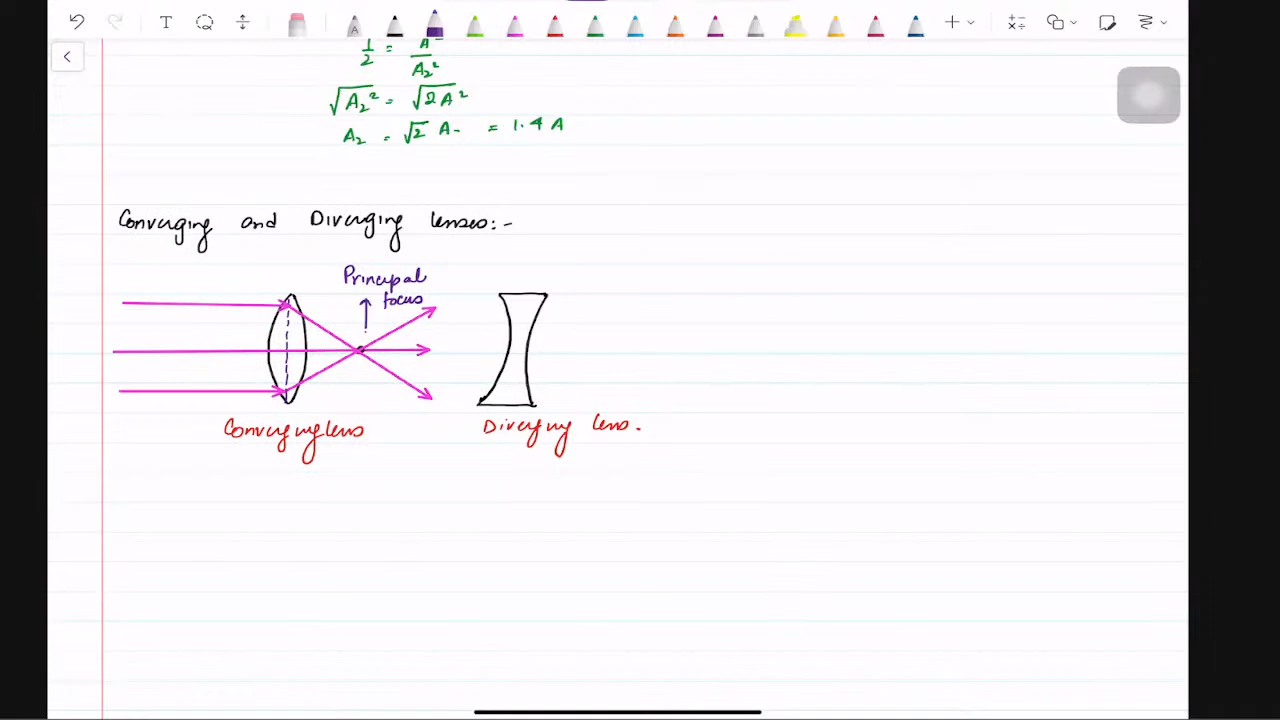 1/2 = A²/A₂²
√A₂² = √2A²
A₂ = √2 A = 1.4 A
Converging and Diverging lenses:-
Principal
focus
Converging lens
Diverging lens.